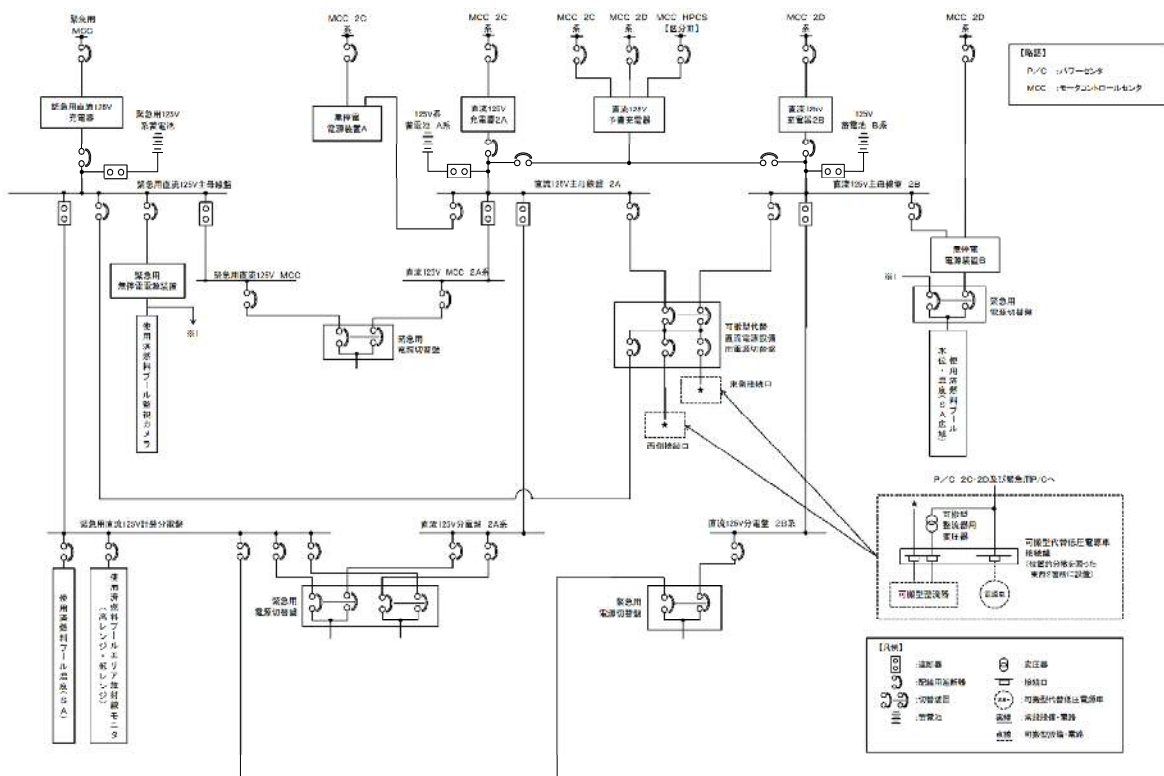 緊急用
MCC
MCC 2C
系
MCC 2C
系
MCC 2C
系
MCC 2D
系
MCC HPCS
【区分Ⅲ】
MCC 2D
系
MCC 2D
系
【略語】
P/C :パワーセンタ
MCC :モータコントロールセンタ
緊急用直流125V
充電器
緊急用125V
系蓄電池
無停電
電源装置A
125V系
蓄電池 A系
直流125V
充電器2A
直流125V
予備充電器
直流125V
充電器2B
125V
蓄電池 B系
緊急用直流125V主母線盤
直流125V主母線盤 2A
直流125V主母線盤 2B
緊急用
無停電電源装置
緊急用直流125V MCC
直流125V MCC 2A系
無停電
電源装置B
※1
※1
緊急用
電源切替盤
緊急用
電源切替盤
可搬型代替
直流電源設備
用電源切替盤
使用済燃料プール監視カメラ
使用済燃料プール
水位・温度(SA広域)
★
東側接続口
★
西側接続口
P/C 2C・2D及び緊急用P/Cへ
★
可搬型
整流器用
変圧器
可搬型代替低圧電源車
接続盤
(位置的分散を図った
東西2箇所に設置)
可搬型整流器
電源車
緊急用直流125V計装分電盤
直流125V分電盤 2A系
直流125V分電盤 2B系
緊急用
電源切替盤
緊急用
電源切替盤
使用済燃料プール温度(SA)
使用済燃料プールエリア放射線モニタ
(高レンジ・低レンジ)
【凡例】
:遮断器
:配線用遮断器
:切替装置
:蓄電池
:変圧器
:接続口
:可搬型代替低圧電源車
実線 :常設設備・電路
点線 :可搬型設備・電路